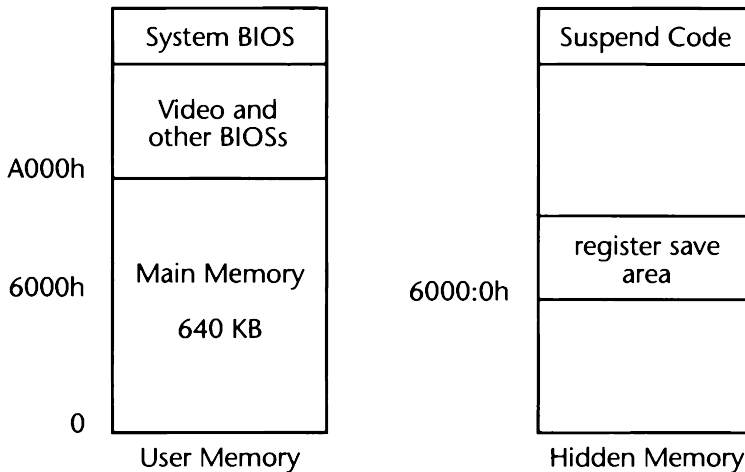 System BIOS
Video and
other BIOSs
A000h
Main Memory
6000h
640 KB
0
User Memory
Suspend Code
register save
area
6000:0h
Hidden Memory